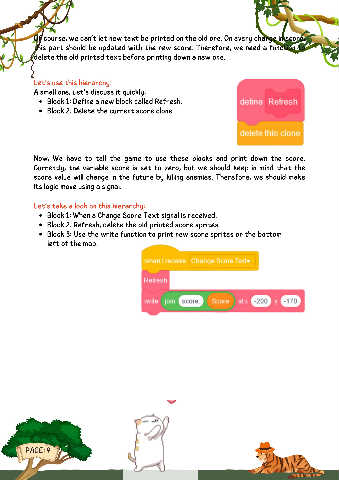 Of course, we can't let new text be printed on the old one. On every change in score,
this part should be updated with the new score. Therefore, we need a function to
delete the old printed text before printing down a new one.
Let's use this hierarchy:
A small one. Let's discuss it quickly.
Block 1: Define a new block called Refresh.
Block 2: Delete the current score clone
define Refresh
delete this clone
Now, We have to tell the game to use these blocks and print down the score.
Currently, the variable score is set to zero, but we should keep in mind that the
score value will change in the future by killing enemies. Therefore, we should make
its logic move using a signal.
Let's take a look on this hierarchy:
Block 1: When a Change Score Text signal is received.
Block 2: Refresh, delete the old printed score sprites
Block 3: Use the write function to print new score sprites on the bottom
left of the map.
when I receive Change Score Text
Refresh
write join score: Score at x -200 y -170
PAGE: 9